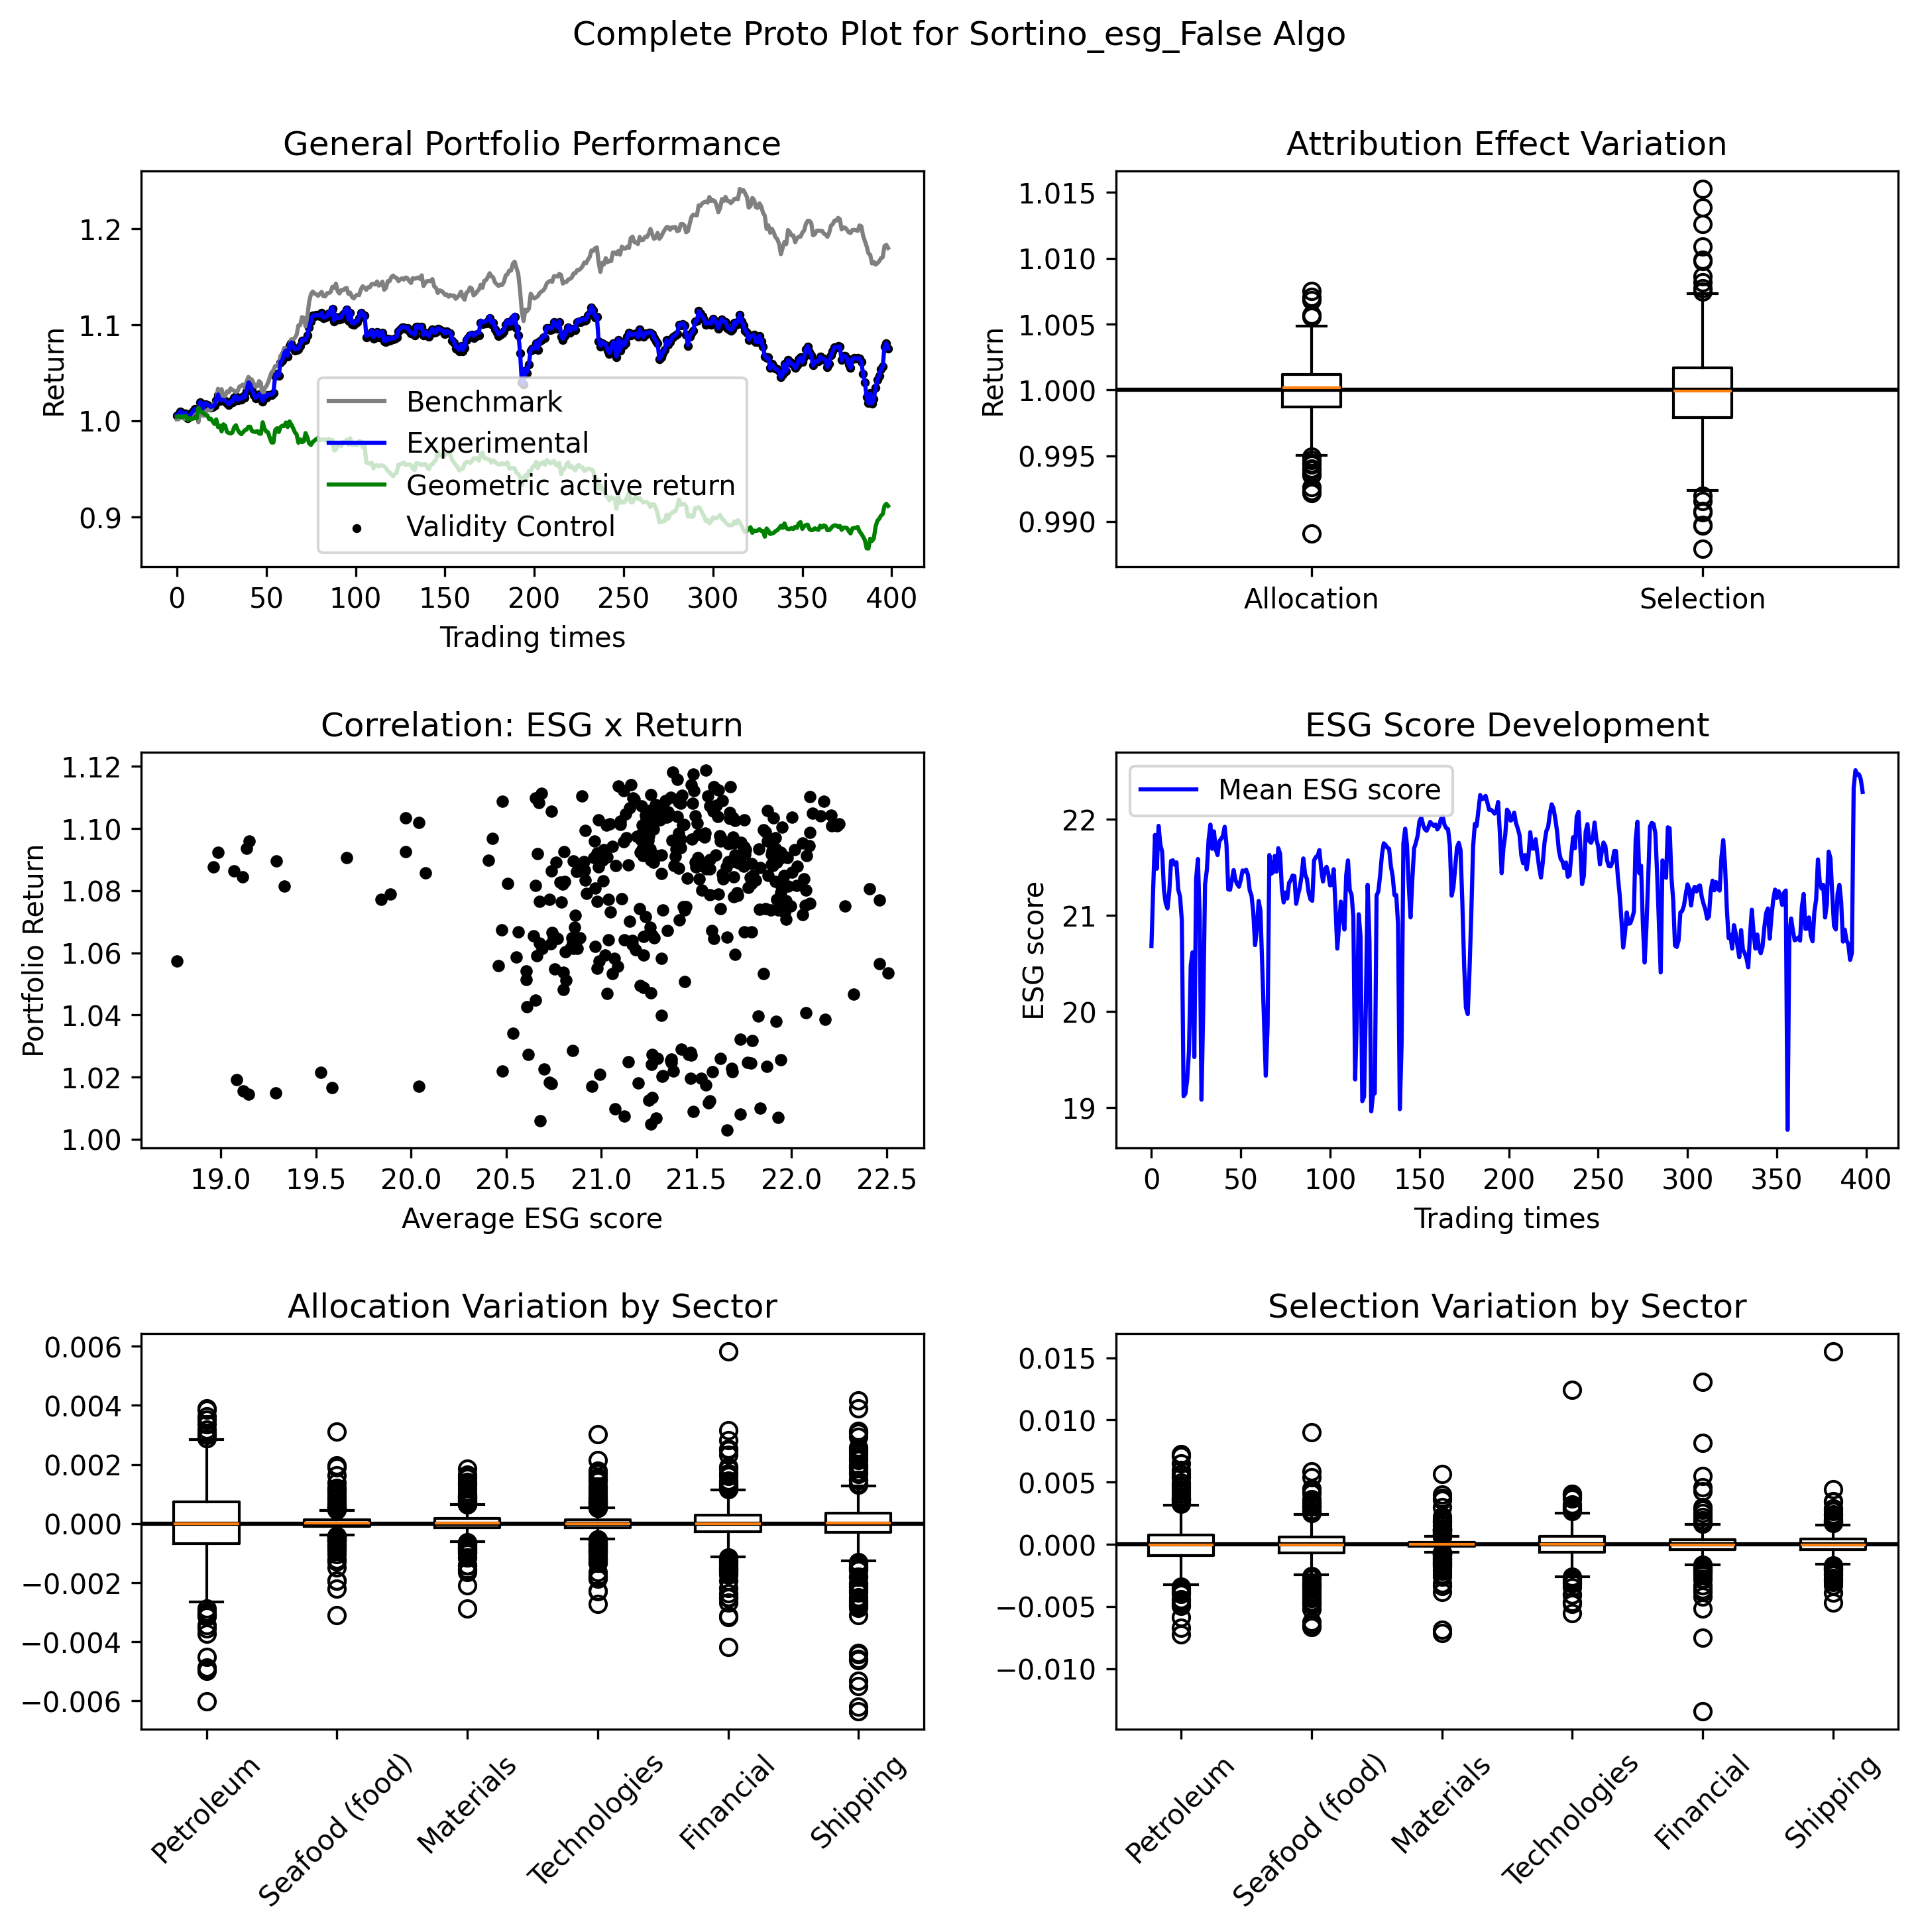 Complete Proto Plot for Sortino_esg_False Algo
General Portfolio Performance
Return
1.2
1.1
1.0
0.9
Benchmark
Experimental
Geometric active return
Validity Control
0 50 100 150 200 250 300 350 400
Trading times
Attribution Effect Variation
Return
1.015
1.010
1.005
1.000
0.995
0.990
Allocation Selection
Correlation: ESG x Return
Portfolio Return
1.12
1.10
1.08
1.06
1.04
1.02
1.00
19.0 19.5 20.0 20.5 21.0 21.5 22.0 22.5
Average ESG score
ESG Score Development
ESG score
22
21
20
19
Mean ESG score
0 50 100 150 200 250 300 350 400
Trading times
Allocation Variation by Sector
0.006
0.004
0.002
0.000
−0.002
−0.004
−0.006
Petroleum
Seafood (food)
Materials
Technologies
Financial
Shipping
Selection Variation by Sector
0.015
0.010
0.005
0.000
−0.005
−0.010
Petroleum
Seafood (food)
Materials
Technologies
Financial
Shipping